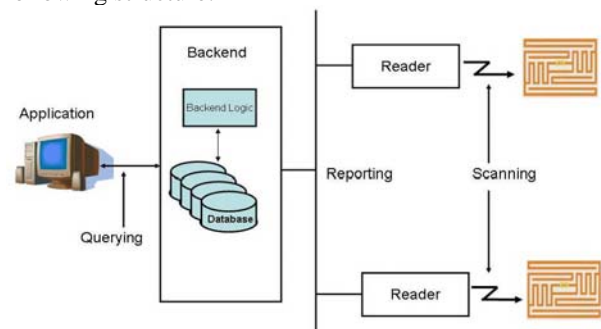 Backend
Reader
Backend Logic
Application
Reporting
Scanning
Database
Querying
Reader